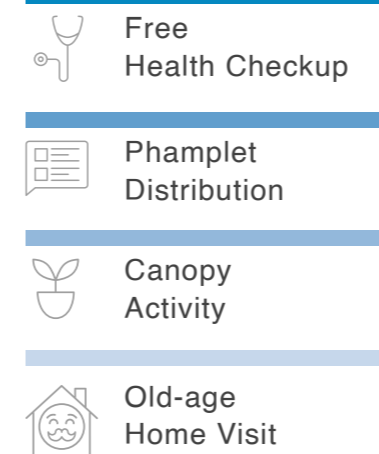 Free
Health Checkup
Phamplet
Distribution
Canopy
Activity
Old-age
Home Visit